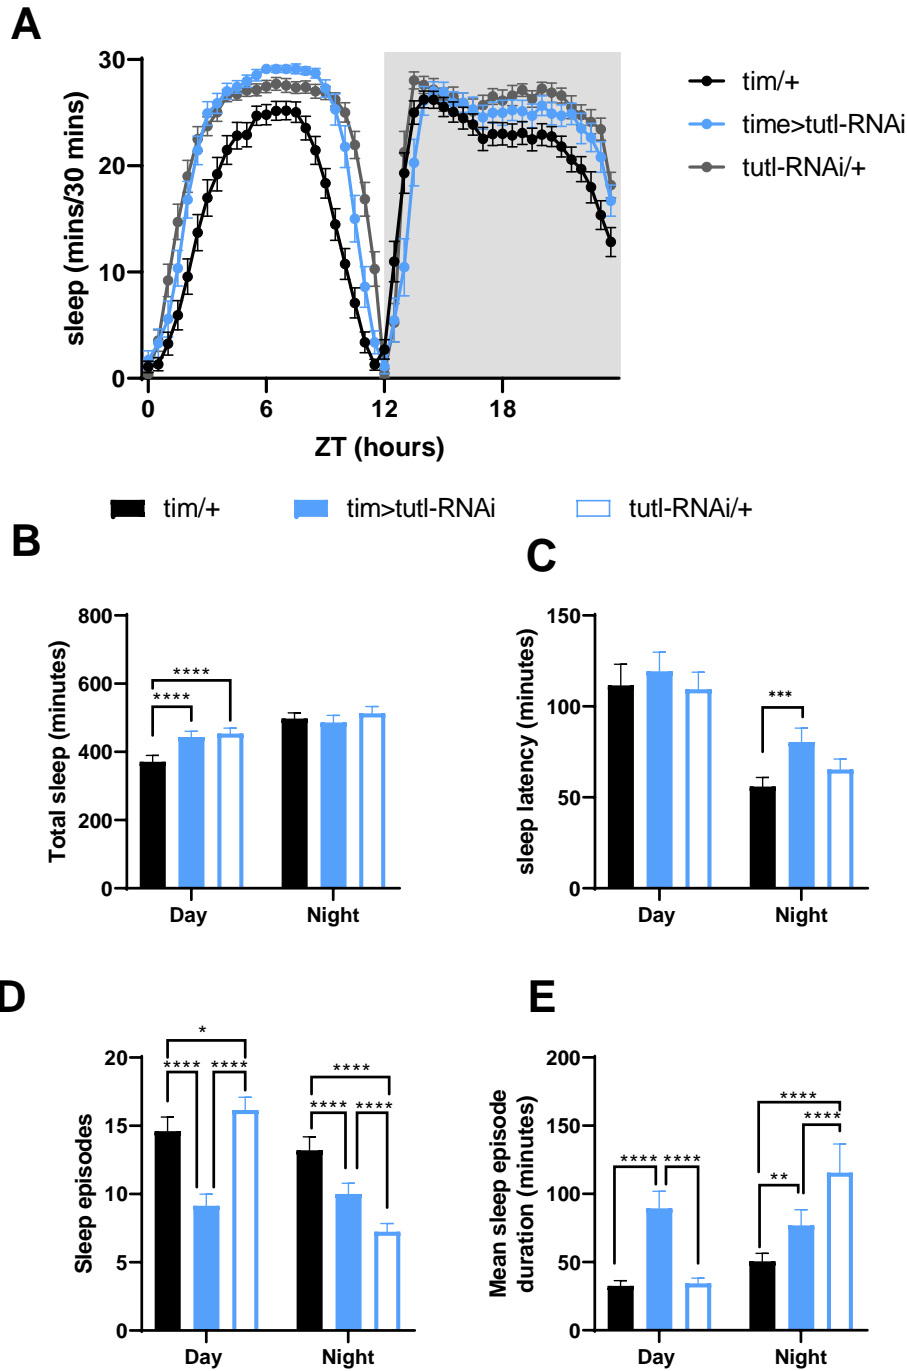 A
sleep (mins/30 mins)
30
20
10
0
0 6 12 18
ZT (hours)
tim/+
time>tutl-RNAi
tutl-RNAi/+
tim/+ tim>tutl-RNAi tutl-RNAi/+
B
Total sleep (minutes)
800
600
400
200
0
****
****
Day Night
C
sleep latency (minutes)
150
100
50
0
***
Day Night
D
Sleep episodes
20
15
10
5
0
*
**** ****
****
**** ****
Day Night
E
Mean sleep episode
duration (minutes)
200
150
100
50
0
**** ****
****
****
**
Day Night